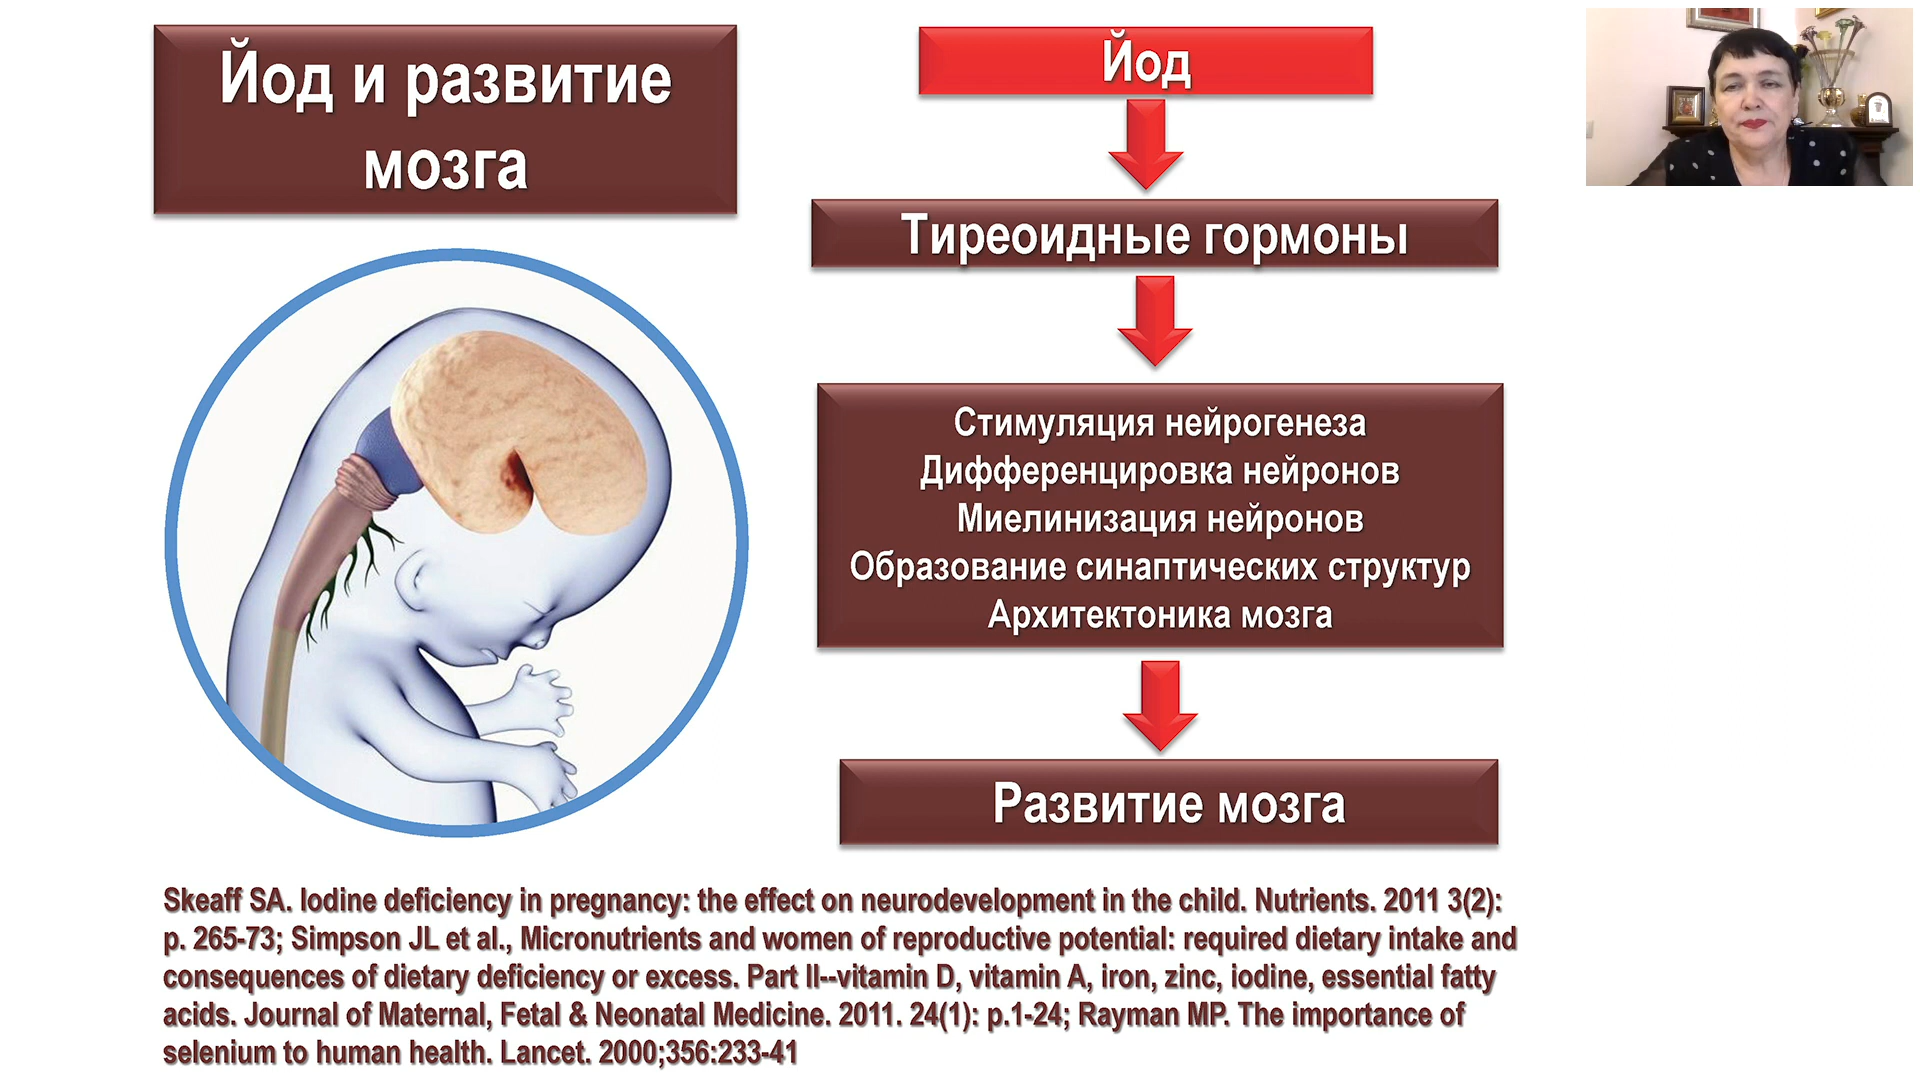 Йод и развитие
мозга
Йод
Тиреоидные гормоны
Стимуляция нейрогенеза
Дифференцировка нейронов
Миелинизация нейронов
Образование синаптических структур
Архитектоника мозга
Развитие мозга
Skeaff SA. Iodine deficiency in pregnancy: the effect on neurodevelopment in the child. Nutrients. 2011 3(2):
p. 265-73; Simpson JL et al., Micronutrients and women of reproductive potential: required dietary intake and
consequences of dietary deficiency or excess. Part II--vitamin D, vitamin A, iron, zinc, iodine, essential fatty
acids. Journal of Maternal, Fetal & Neonatal Medicine. 2011. 24(1): p.1-24; Rayman MP. The importance of
selenium to human health. Lancet. 2000;356:233-41